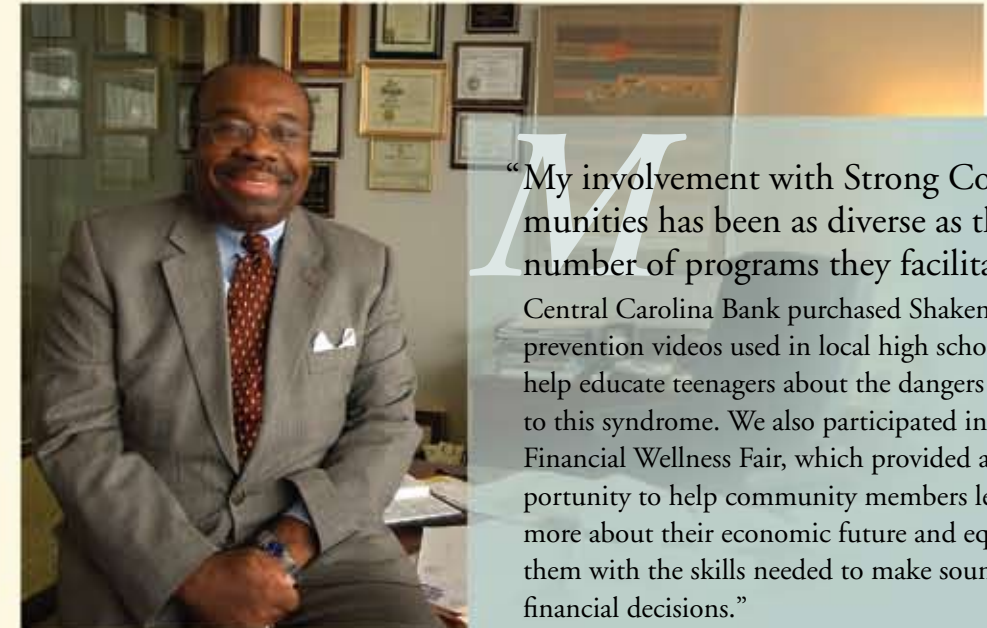 “My involvement with Strong Co
munities has been as diverse as t
number of programs they facilita
Central Carolina Bank purchased Shaken
prevention videos used in local high scho
help educate teenagers about the dangers
to this syndrome. We also participated in
Financial Wellness Fair, which provided a
portunity to help community members le
more about their economic future and eq
them with the skills needed to make soun
financial decisions.”